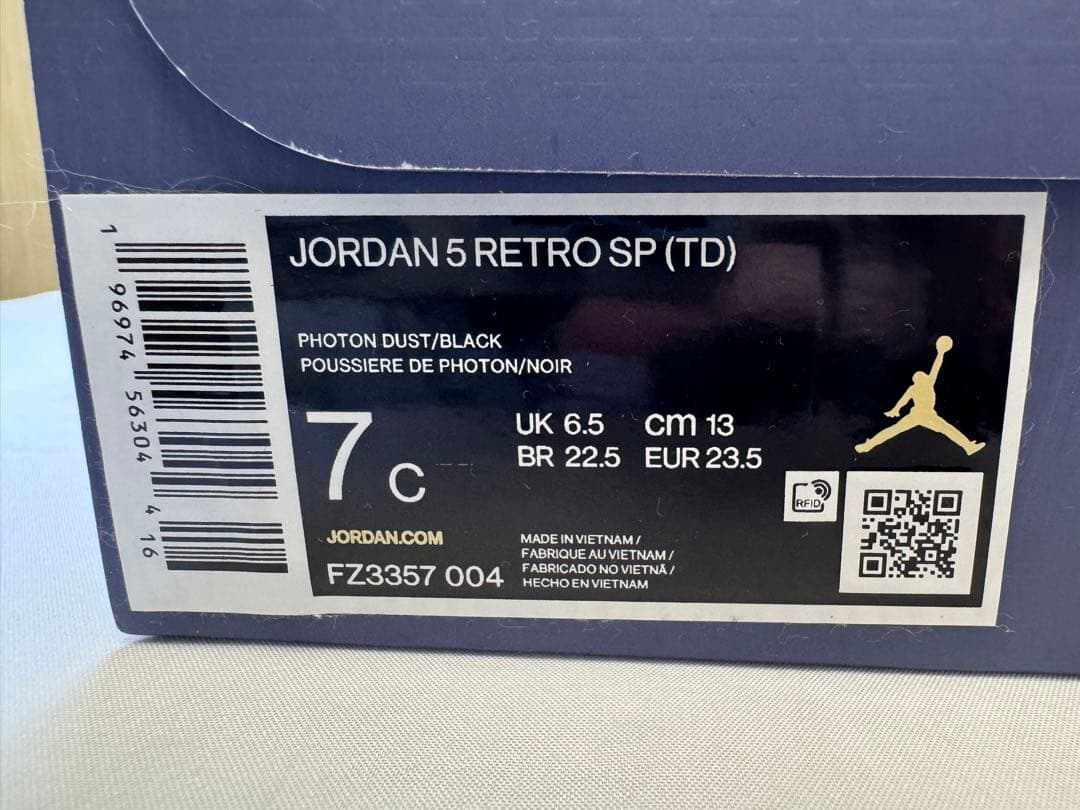 1 96974 56304 4 16
JORDAN 5 RETRO SP (TD)
PHOTON DUST/BLACK
POUSSIERE DE PHOTON/NOIR
7 C
UK 6.5 cm 13
BR 22.5 EUR 23.5
RFID
JORDAN.COM
FZ3357 004
MADE IN VIETNAM /
FABRIQUE AU VIETNAM /
FABRICADO NO VIETNÃ /
HECHO EN VIETNAM